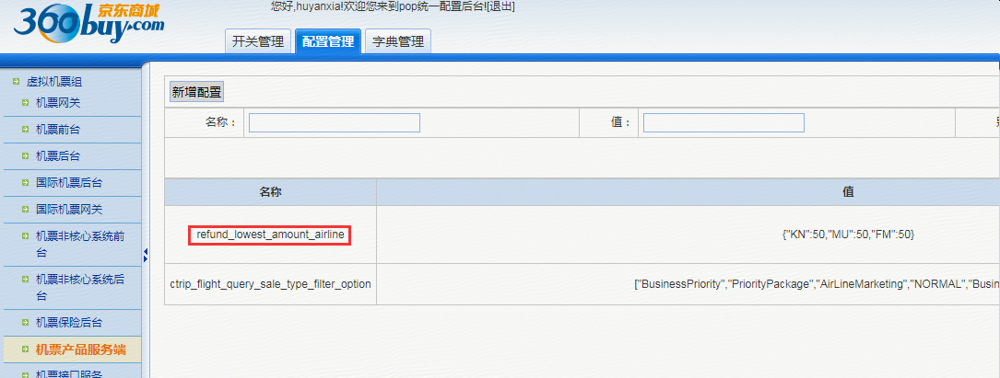 360buy.com 京东商城
您好,huyanxia!欢迎您来到pop统一配置后台![退出]
开关管理 配置管理 字典管理
虚拟机票组
机票网关
机票前台
机票后台
国际机票后台
国际机票网关
机票非核心系统前
台
机票非核心系统后
台
机票保险后台
机票产品服务端
机票接口服务
新增配置
名称： 值：
名称 值
refund_lowest_amount_airline {"KN":50,"MU":50,"FM":50}
ctrip_flight_query_sale_type_filter_option ["BusinessPriority","PriorityPackage","AirLineMarketing","NORMAL","Busin